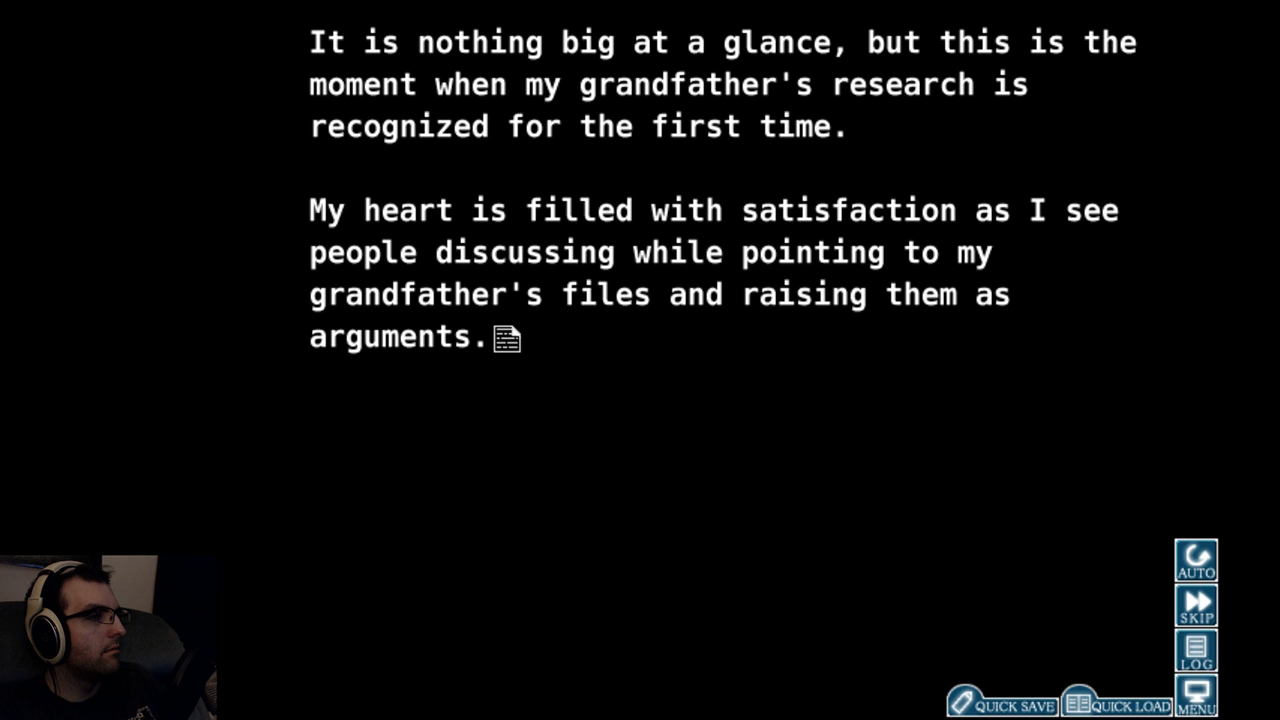 It is nothing big at a glance, but this is the
moment when my grandfather's research is
recognized for the first time.
My heart is filled with satisfaction as I see
people discussing while pointing to my
grandfather's files and raising them as
arguments.
AUTO
SKIP
LOG
QUICK SAVE
QUICK LOAD
MENU